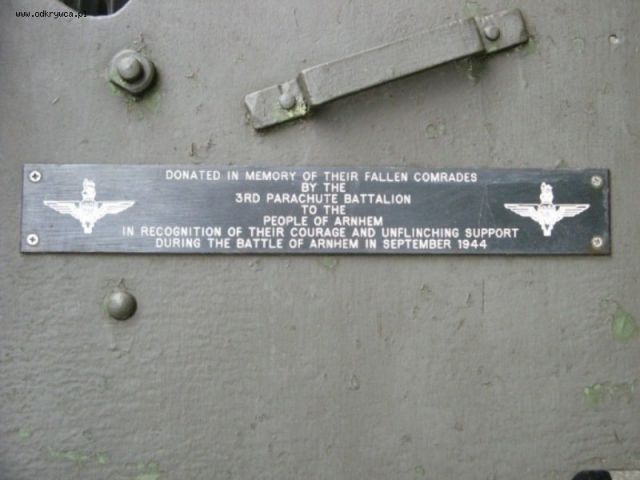 www.odkrywca.pl
DONATED IN MEMORY OF THEIR FALLEN COMRADES
BY THE
3RD PARACHUTE BATTALION
TO THE
PEOPLE OF ARNHEM
IN RECOGNITION OF THEIR COURAGE AND UNFLINCHING SUPPORT
DURING THE BATTLE OF ARNHEM IN SEPTEMBER 1944